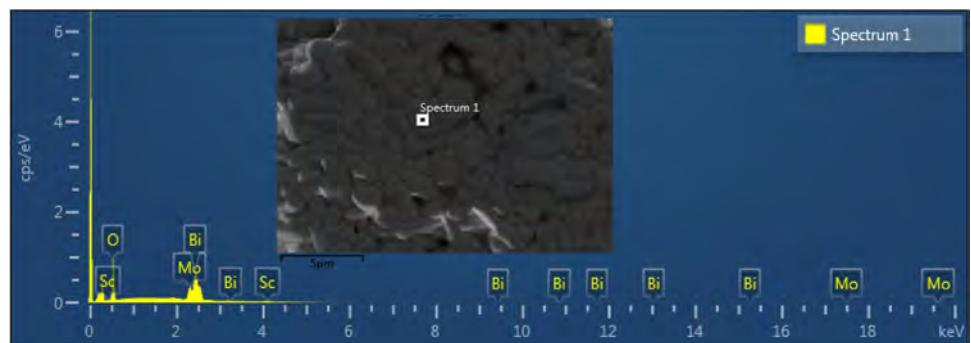 6
Spectrum 1
Spectrum 1
4
cps/eV
2
O Bi
Sc Mo Bi Sc 5µm Bi Bi Bi Bi Bi Mo Mo
0
0 2 4 6 8 10 12 14 16 18 keV